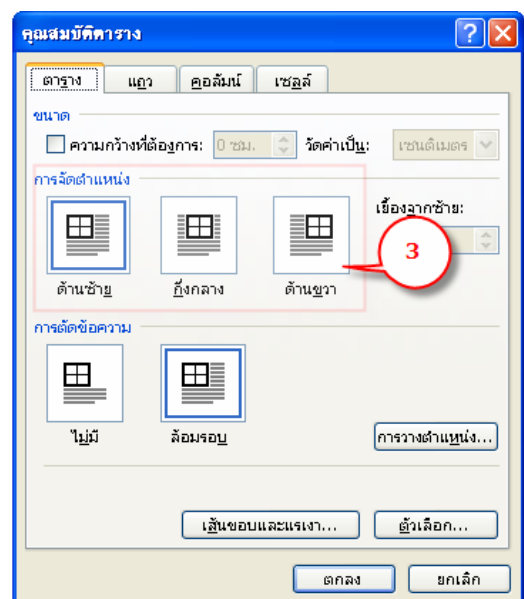 คุณสมบัติตาราง
ตาราง แถว คอลัมน์ เซลล์
ขนาด
ความกว้างที่ต้องการ: 0 ซม. วัดค่าเป็น: เซนติเมตร
การจัดตำแหน่ง
เยื้องจากซ้าย:
3
ด้านซ้าย กึ่งกลาง ด้านขวา
การตัดข้อความ
ไม่มี ล้อมรอบ
การวางตำแหน่ง...
เส้นขอบและแรเงา... ตัวเลือก...
ตกลง ยกเลิก